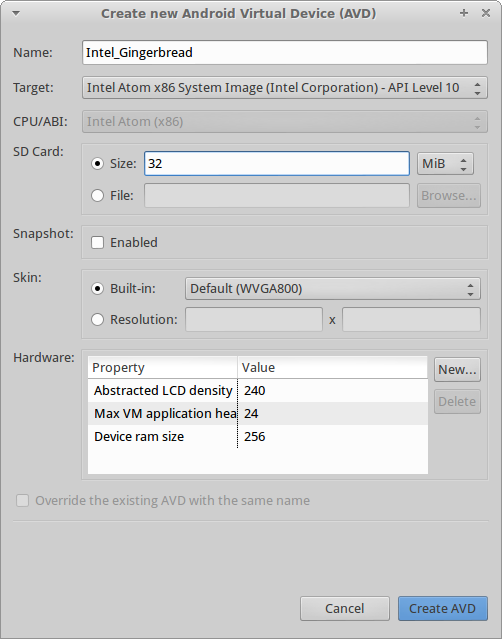 Create new Android Virtual Device (AVD)
Name: Intel_Gingerbread
Target: Intel Atom x86 System Image (Intel Corporation) - API Level 10
CPU/ABI: Intel Atom (x86)
SD Card:
Size: 32 MiB
File: Browse...
Snapshot:
Enabled
Skin:
Built-in: Default (WVGA800)
Resolution: x
Hardware:
Property Value New...
Abstracted LCD density 240
Delete
Max VM application hea 24
Device ram size 256
Override the existing AVD with the same name
Cancel Create AVD